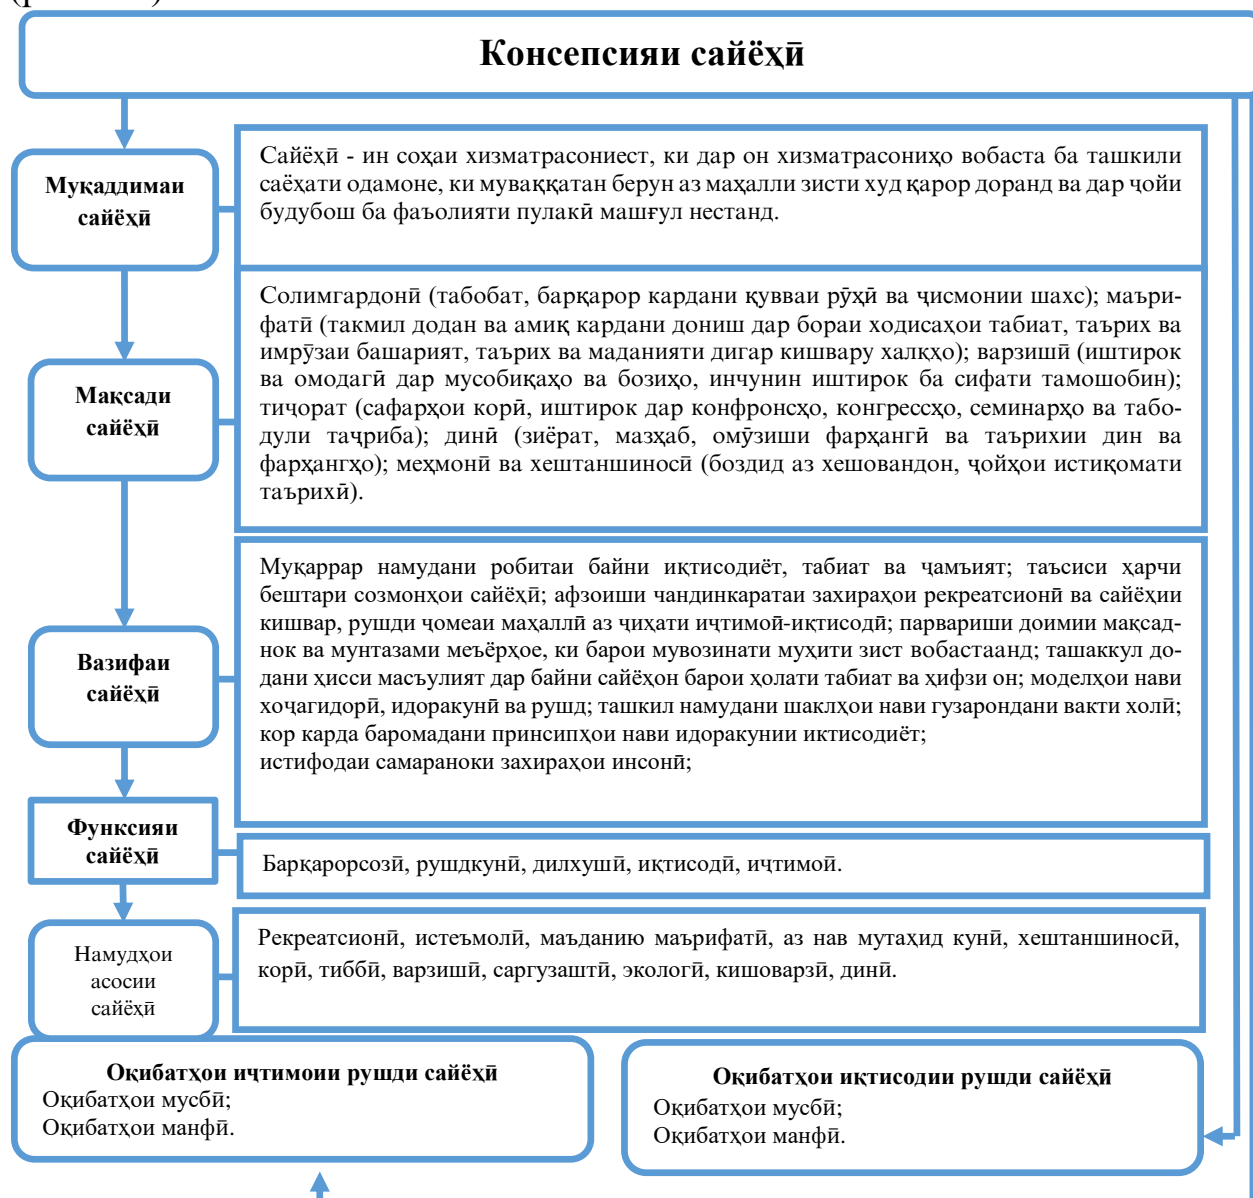 Консепсияи сайёҳӣ
Муқаддимаи
сайёҳӣ
Сайёҳӣ - ин соҳаи хизматрасониест, ки дар он хизматрасониҳо вобаста ба ташкили
саёҳати одамоне, ки муваққатан берун аз маҳалли зисти худ қарор доранд ва дар ҷойи
будубош ба фаъолияти пулакӣ машғул нестанд.
Мақсади
сайёҳӣ
Солимгардонӣ (табобат, барқарор кардани қувваи рӯҳӣ ва ҷисмонии шахс); маъри-
фатӣ (такмил додан ва амиқ кардани дониш дар бораи ходисаҳои табиат, таърих ва
имрӯзаи башарият, таърих ва маданияти дигар кишвару халқҳо); варзишӣ (иштирок
ва омодагӣ дар мусобиқаҳо ва бозиҳо, инчунин иштирок ба сифати тамошобин);
тиҷорат (сафарҳои корӣ, иштирок дар конфронсҳо, конгрессҳо, семинарҳо ва табо-
дули таҷриба); динӣ (зиёрат, мазҳаб, омӯзиши фарҳангӣ ва таърихии дин ва
фарҳангҳо); меҳмонӣ ва хештаншиносӣ (боздид аз хешовандон, ҷойҳои истиқомати
таърихӣ).
Вазифаи
сайёҳӣ
Муқаррар намудани робитаи байни иқтисодиёт, табиат ва ҷамъият; таъсиси ҳарчи
бештари созмонҳои сайёҳӣ; афзоиши чандинкаратаи захираҳои рекреатсионӣ ва сайёҳии
кишвар, рушди ҷомеаи маҳаллӣ аз ҷиҳати иҷтимоӣ-иқтисодӣ; парвариши доимии мақсад-
нок ва мунтазами меъёрҳое, ки барои мувозинати муҳити зист вобастаанд; ташаккул до-
дани ҳисси масъулият дар байни сайёҳон барои ҳолати табиат ва ҳифзи он; моделҳои нави
хоҷагидорӣ, идоракунӣ ва рушд; ташкил намудани шаклҳои нави гузарондани вакти холӣ;
кор карда баромадани принсипҳои нави идоракунии иктисодиёт;
истифодаи самараноки захираҳои инсонӣ;
Функсияи
сайёҳӣ
Барқарорсозӣ, рушдкунӣ, дилхушӣ, иқтисодӣ, иҷтимоӣ.
Намудҳои
асосии
сайёҳӣ
Рекреатсионӣ, истеъмолӣ, маъданию маърифатӣ, аз нав мутаҳид кунӣ, хештаншиносӣ,
корӣ, тиббӣ, варзишӣ, саргузаштӣ, экологӣ, кишоварзӣ, динӣ.
Оқибатҳои иҷтимоии рушди сайёҳӣ
Оқибатҳои мусбӣ;
Оқибатҳои манфӣ.
Оқибатҳои иқтисодии рушди сайёҳӣ
Оқибатҳои мусбӣ;
Оқибатҳои манфӣ.